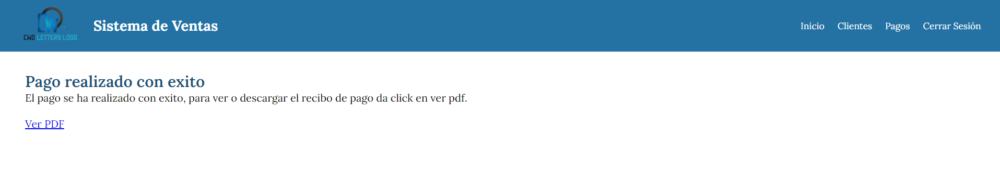 CWO LETTERS LOGO
Sistema de Ventas
Inicio Clientes Pagos Cerrar Sesión
Pago realizado con exito
El pago se ha realizado con exito, para ver o descargar el recibo de pago da click en ver pdf.
Ver PDF